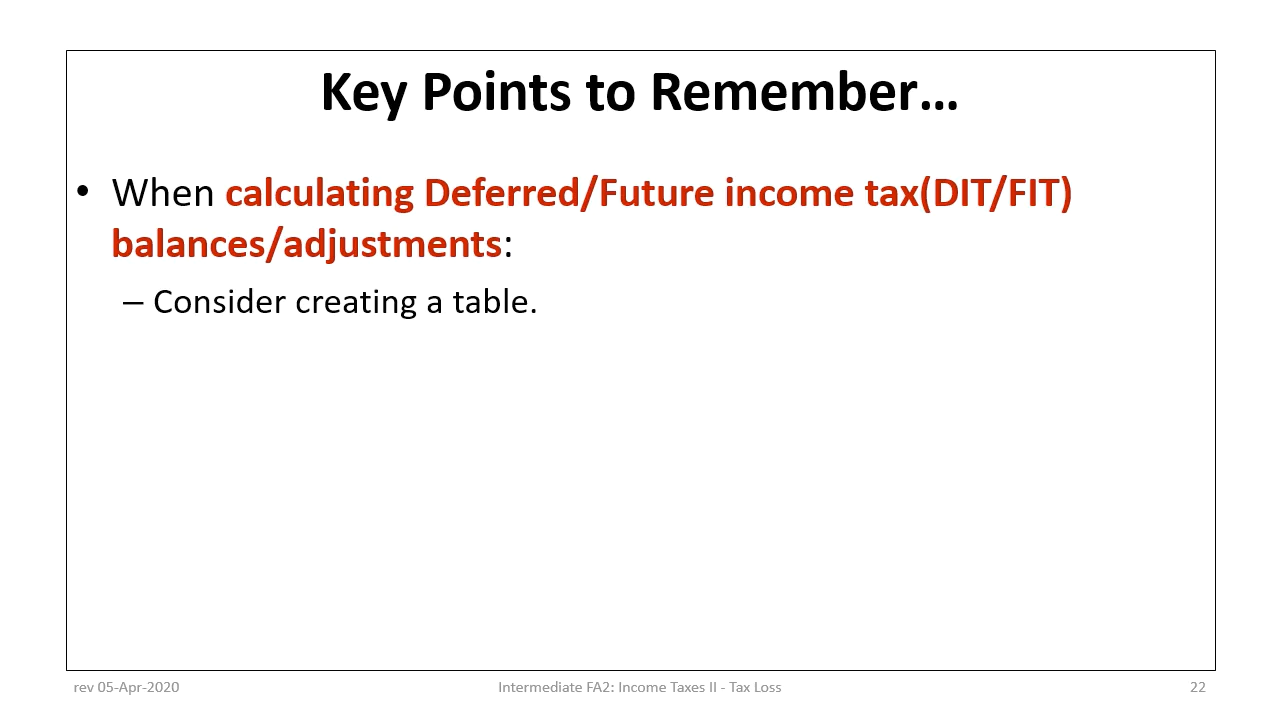 Key Points to Remember…
• When calculating Deferred/Future income tax(DIT/FIT)
balances/adjustments:
– Consider creating a table.
rev 05-Apr-2020
Intermediate FA2: Income Taxes II - Tax Loss
22